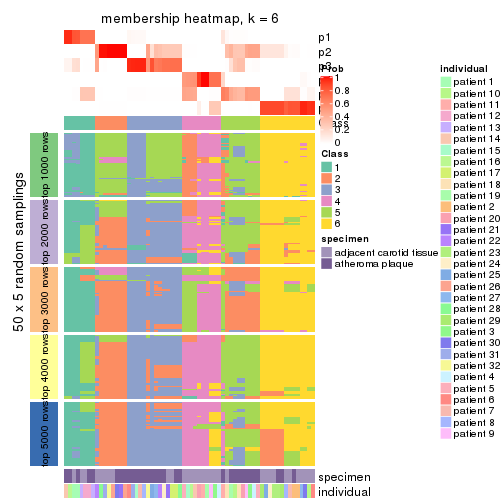 membership heatmap, k = 6
p1
p2
p3
Prob
1
0.8
0.6
0.4
0.2
0
Class
1
2
3
4
5
6
specimen
adjacent carotid tissue
atheroma plaque
individual
patient 1
patient 10
patient 11
patient 12
patient 13
patient 14
patient 15
patient 16
patient 17
patient 18
patient 19
patient 2
patient 20
patient 21
patient 22
patient 23
patient 24
patient 25
patient 26
patient 27
patient 28
patient 29
patient 3
patient 30
patient 31
patient 32
patient 4
patient 5
patient 6
patient 7
patient 8
patient 9
50 x 5 random samplings
top 1000 rows
top 2000 rows
top 3000 rows
top 4000 rows
top 5000 rows
specimen
individual